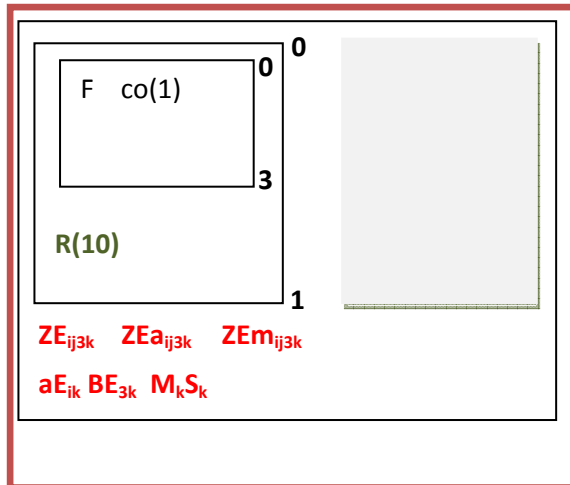 0
0
F co(1)
3
R(10)
1
ZEij3k ZEaij3k ZEmij3k
aEik BE3k MkSk